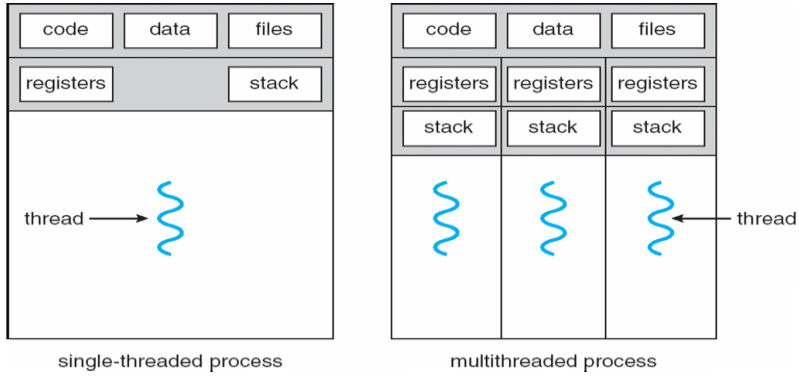 code data files
registers stack
thread
single-threaded process
code data files
registers registers registers
stack stack stack
thread
multithreaded process